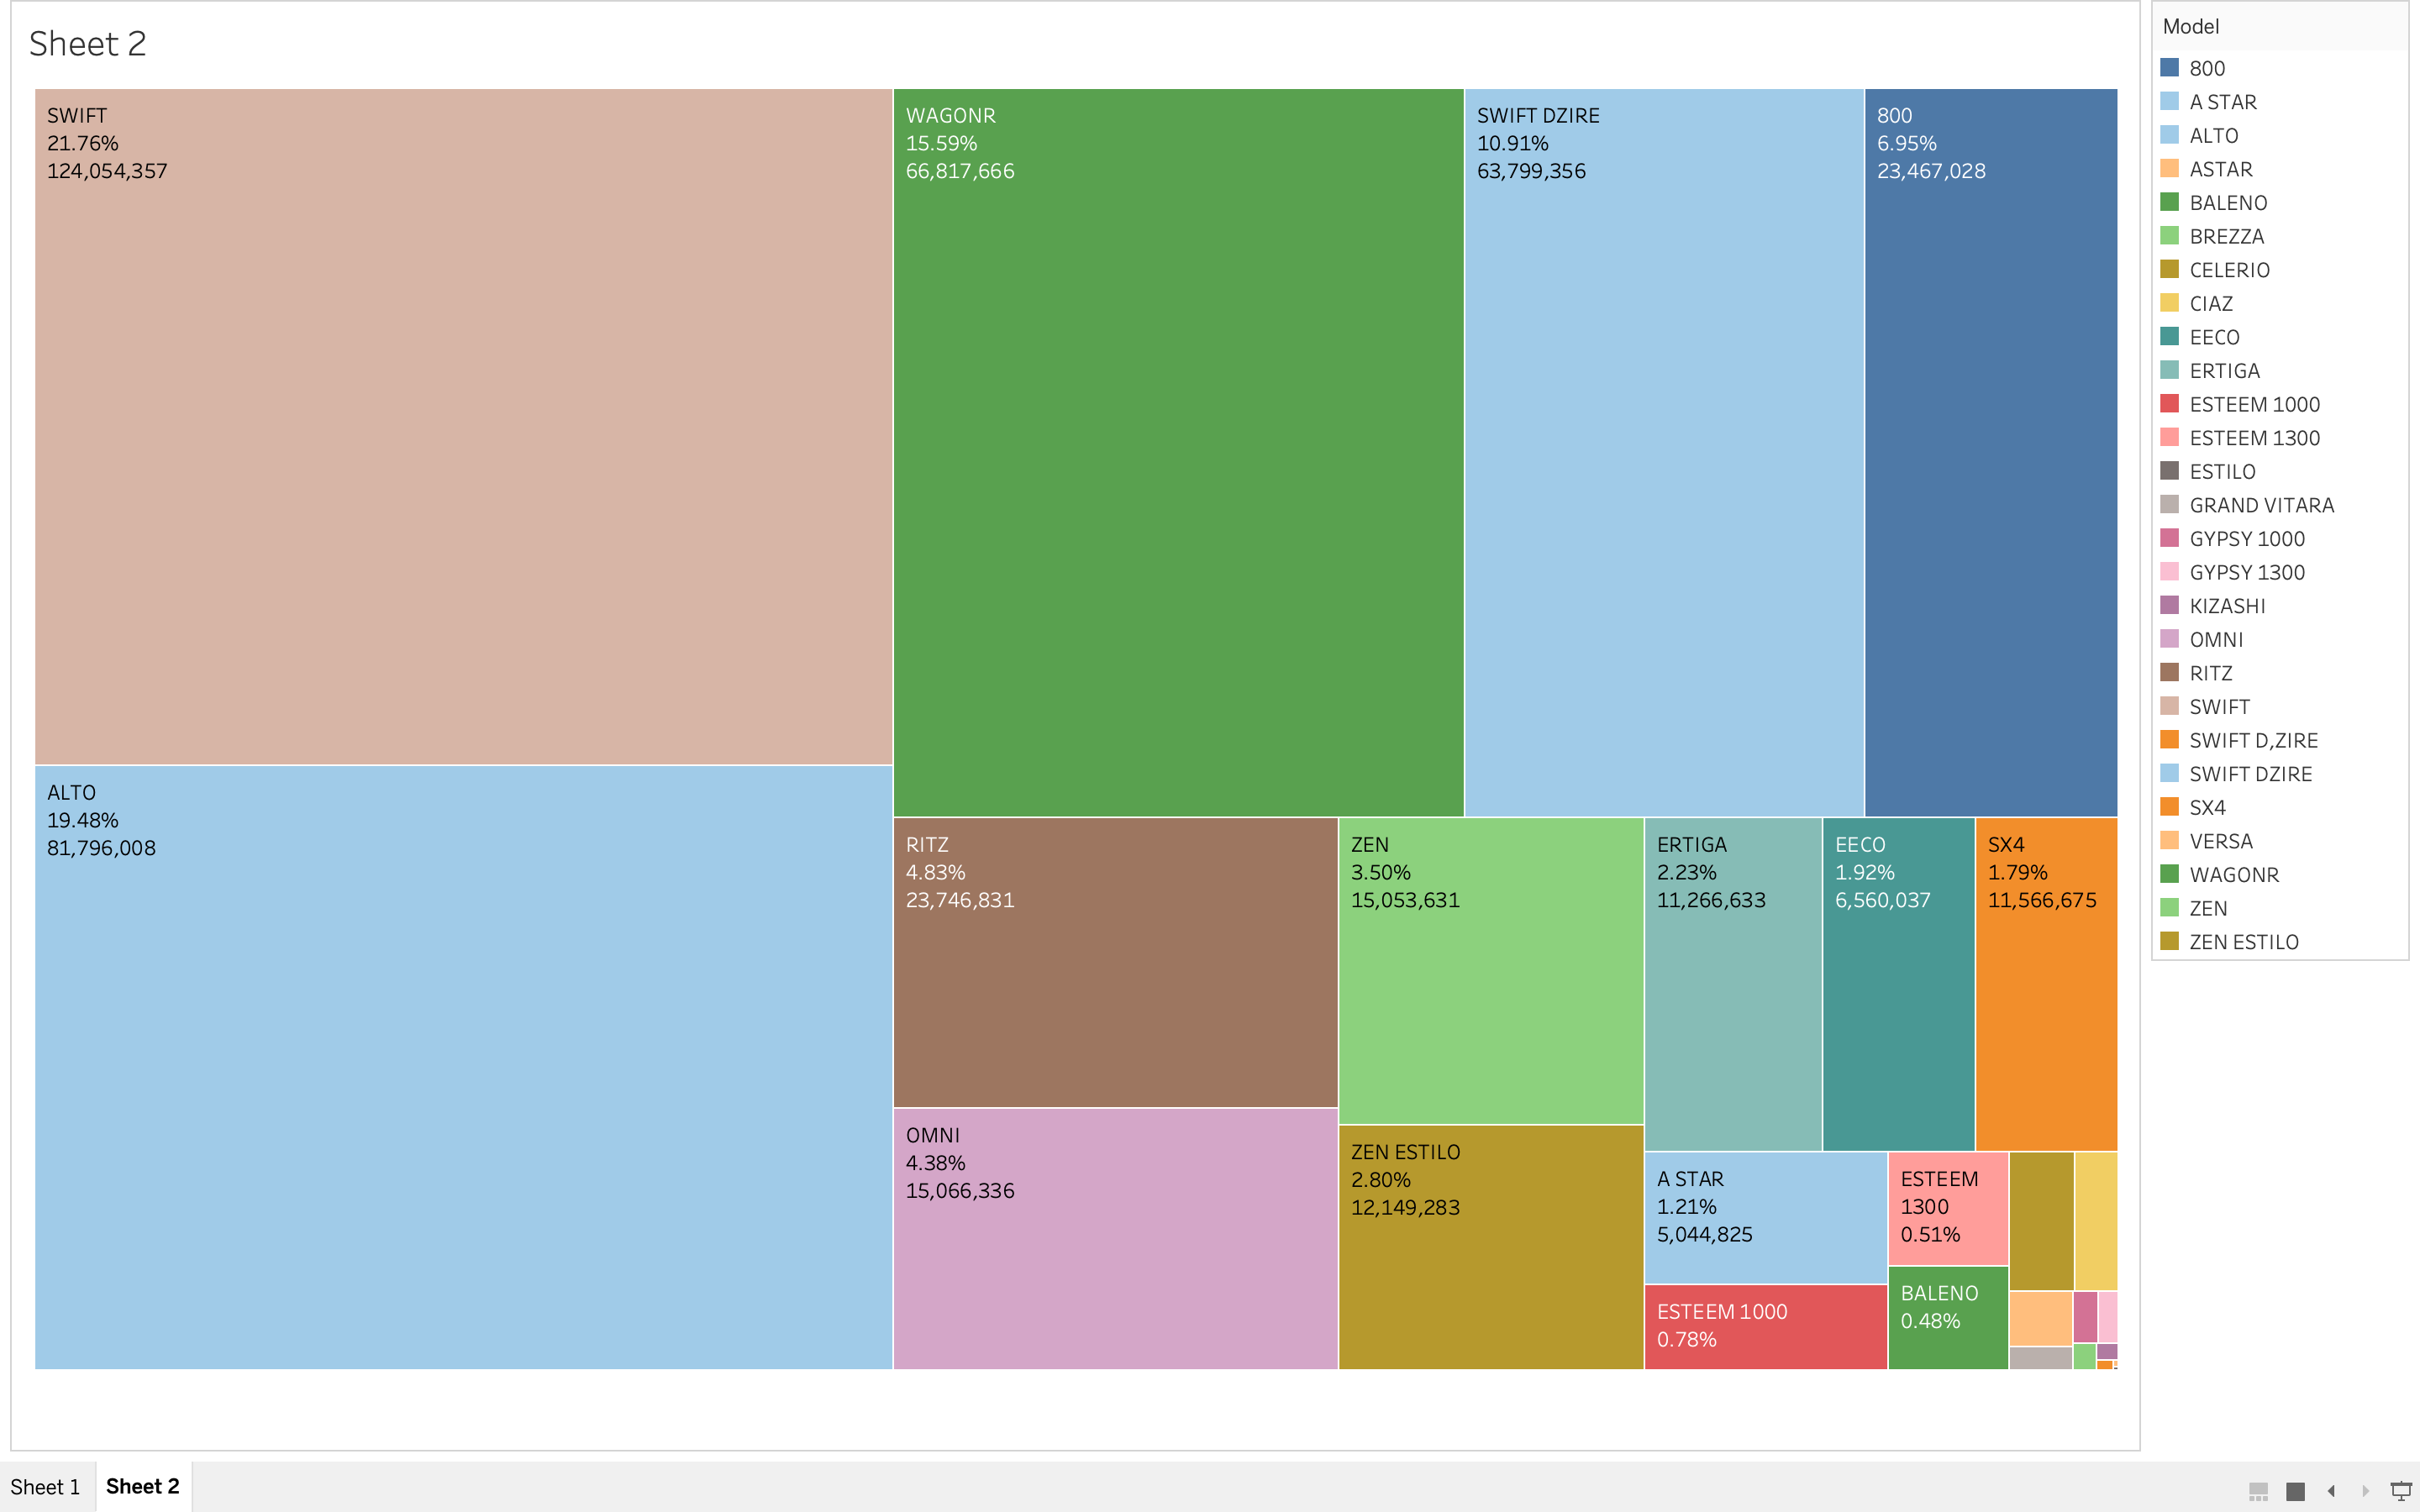 Sheet 2
SWIFT
21.76%
124,054,357
ALTO
19.48%
81,796,008
WAGONR
15.59%
66,817,666
SWIFT DZIRE
10.91%
63,799,356
800
6.95%
23,467,028
RITZ
4.83%
23,746,831
OMNI
4.38%
15,066,336
ZEN
3.50%
15,053,631
ZEN ESTILO
2.80%
12,149,283
ERTIGA
2.23%
11,266,633
EECO
1.92%
6,560,037
SX4
1.79%
11,566,675
A STAR
1.21%
5,044,825
ESTEEM 1000
0.78%
ESTEEM
1300
0.51%
BALENO
0.48%
Model
800
A STAR
ALTO
ASTAR
BALENO
BREZZA
CELERIO
CIAZ
EECO
ERTIGA
ESTEEM 1000
ESTEEM 1300
ESTILO
GRAND VITARA
GYPSY 1000
GYPSY 1300
KIZASHI
OMNI
RITZ
SWIFT
SWIFT D,ZIRE
SWIFT DZIRE
SX4
VERSA
WAGONR
ZEN
ZEN ESTILO
Sheet 1
Sheet 2